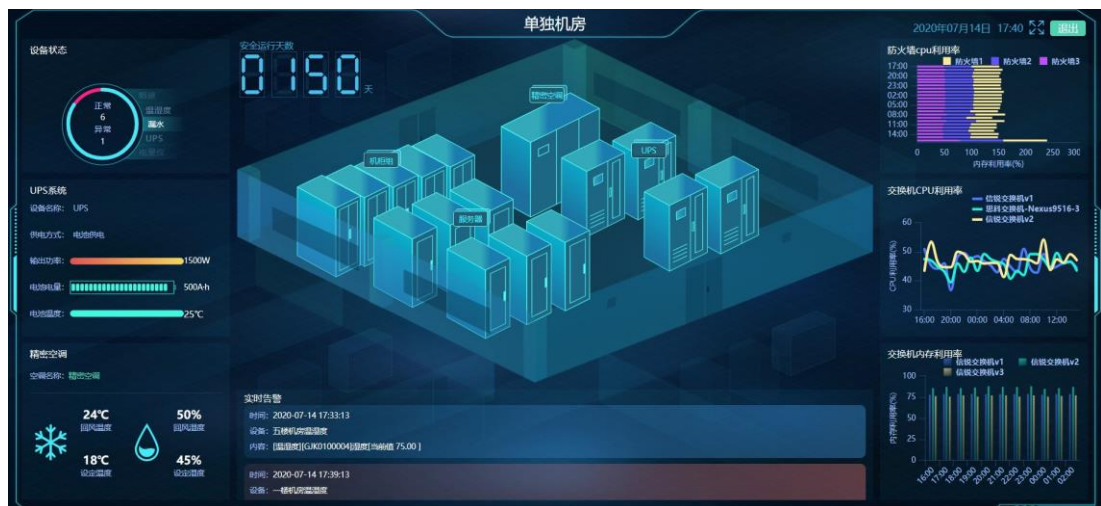 单独机房
2020年07月14日 17:40 退出
设备状态
正常
6
异常
1
温湿度
漏水
UPS
安全运行天数
0150 天
精密空调
机柜组
UPS
服务器
UPS系统
设备名称: UPS
供电方式: 电池供电
输出功率: 1500W
电池电量: 500A·h
电池温度: 25℃
精密空调
空调名称: 精密空调
24℃ 50%
回风温度 回风湿度
18℃ 45%
设定温度 设定湿度
实时告警
时间: 2020-07-14 17:33:13
设备: 五楼机房温湿度
内容: [温湿度][GJK0100004]湿度[当前值 75.00 ]
时间: 2020-07-14 17:39:13
设备: 一楼机房温湿度
防火墙cpu利用率
防火墙1 防火墙2 防火墙3
17:00
20:00
23:00
02:00
05:00
08:00
11:00
14:00
0 50 100 150 200 250 300
内存利用率(%)
交换机CPU利用率
信锐交换机v1
思科交换机-Nexus9516-3
信锐交换机v2
CPU 利用率(%)
60
50
40
30
16:00 20:00 00:00 04:00 08:00 12:00
交换机内存利用率
信锐交换机v1 信锐交换机v2
信锐交换机v3
内存利用率(%)
100
75
50
25
0
16:00 17:00 18:00 19:00 20:00 21:00 22:00 23:00 00:00 01:00 02:00